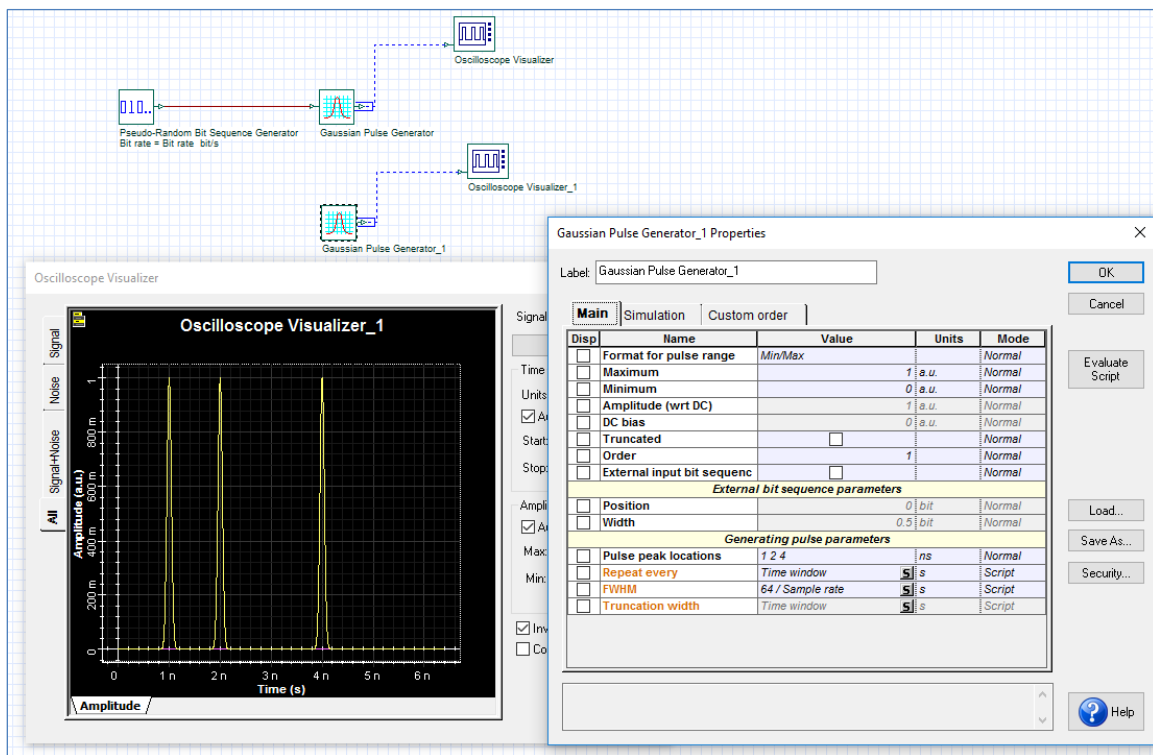 Oscilloscope Visualizer
010..
Pseudo-Random Bit Sequence Generator
Bit rate = Bit rate bit/s
Gaussian Pulse Generator
Oscilloscope Visualizer_1
Gaussian Pulse Generator_1
Oscilloscope Visualizer
Signal
Noise
Signal+Noise
All
Oscilloscope Visualizer_1
Amplitude (a.u.)
1
800 m
600 m
400 m
200 m
0
0 1 n 2 n 3 n 4 n 5 n 6 n
Time (s)
Amplitude
Signal
Time
Units
Start:
Stop:
Max:
Min:
Gaussian Pulse Generator_1 Properties
Label: Gaussian Pulse Generator_1
OK
Cancel
Evaluate
Script
Load...
Save As...
Security...
Help
Main Simulation Custom order
Disp Name Value Units Mode
Format for pulse range Min/Max Normal
Maximum 1 a.u. Normal
Minimum 0 a.u. Normal
Amplitude (wrt DC) 1 a.u. Normal
DC bias 0 a.u. Normal
Truncated Normal
Order 1 Normal
External input bit sequenc Normal
External bit sequence parameters
Position 0 bit Normal
Width 0.5 bit Normal
Generating pulse parameters
Pulse peak locations 1 2 4 ns Normal
Repeat every Time window S s Script
FWHM 64 / Sample rate S s Script
Truncation width Time window S s Script